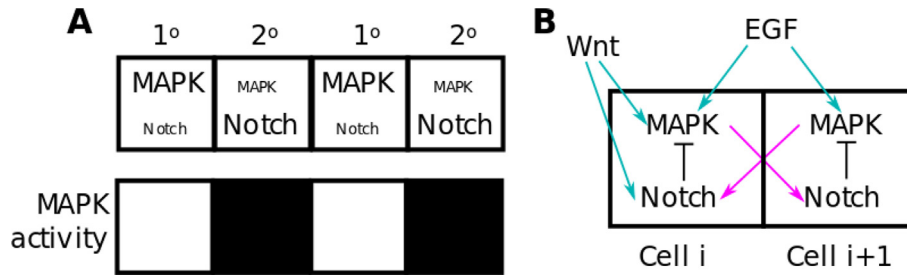 A
1º 2º 1º 2º
MAPK MAPK MAPK MAPK
Notch Notch Notch Notch
MAPK
activity
B
Wnt EGF
MAPK MAPK
Notch Notch
Cell i Cell i+1